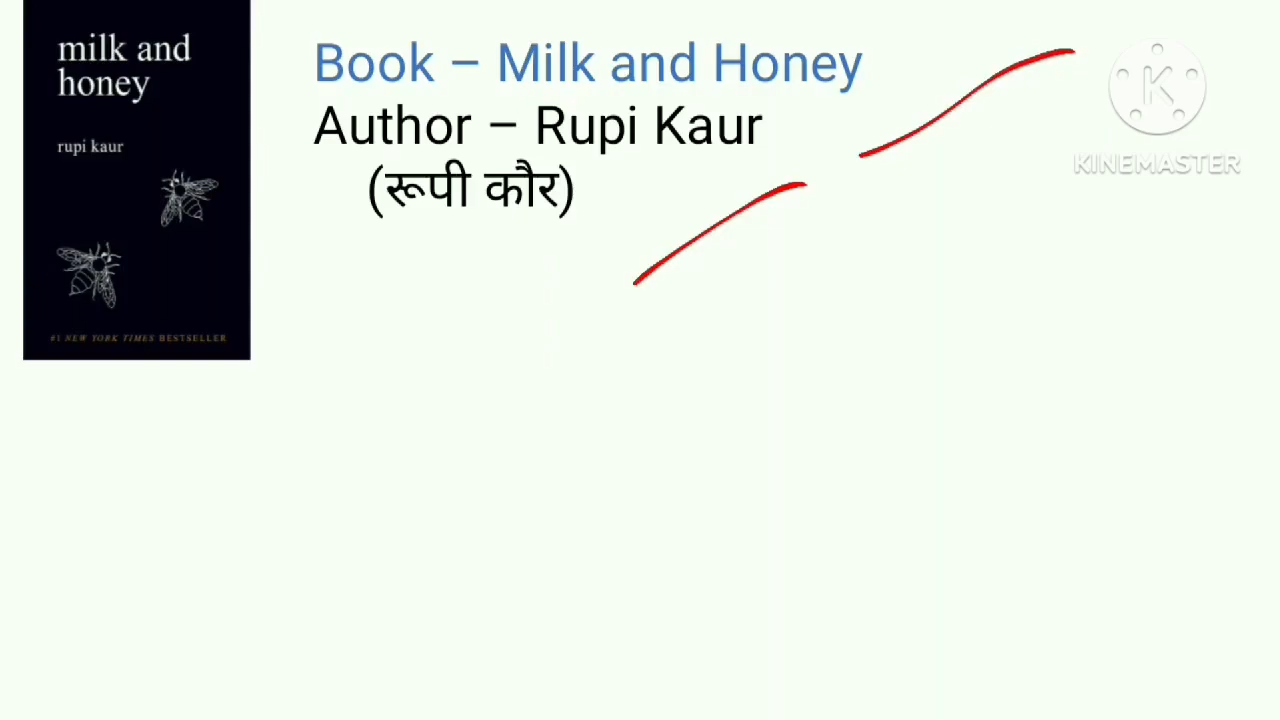 milk and
honey
rupi kaur
#1 NEW YORK TIMES BESTSELLER
Book – Milk and Honey
Author – Rupi Kaur
(रूपी कौर)
K
KINEMASTER